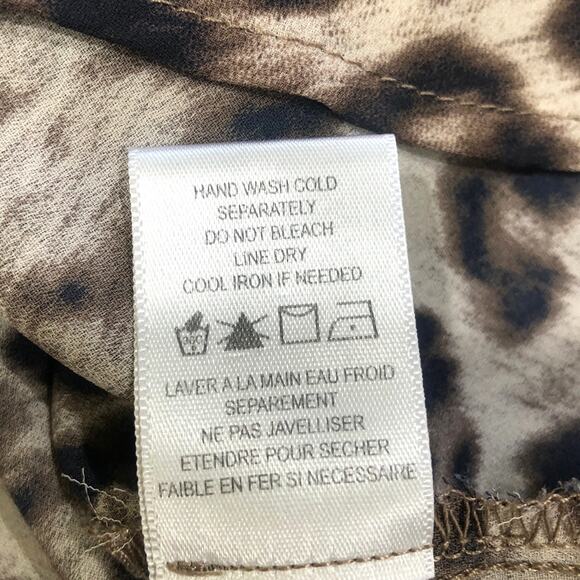 HAND WASH COLD
SEPARATELY
DO NOT BLEACH
LINE DRY
COOL IRON IF NEEDED
LAVER A LA MAIN EAU FROID
SEPAREMENT
NE PAS JAVELLISER
ETENDRE POUR SECHER
FAIBLE EN FER SI NECESSAIRE